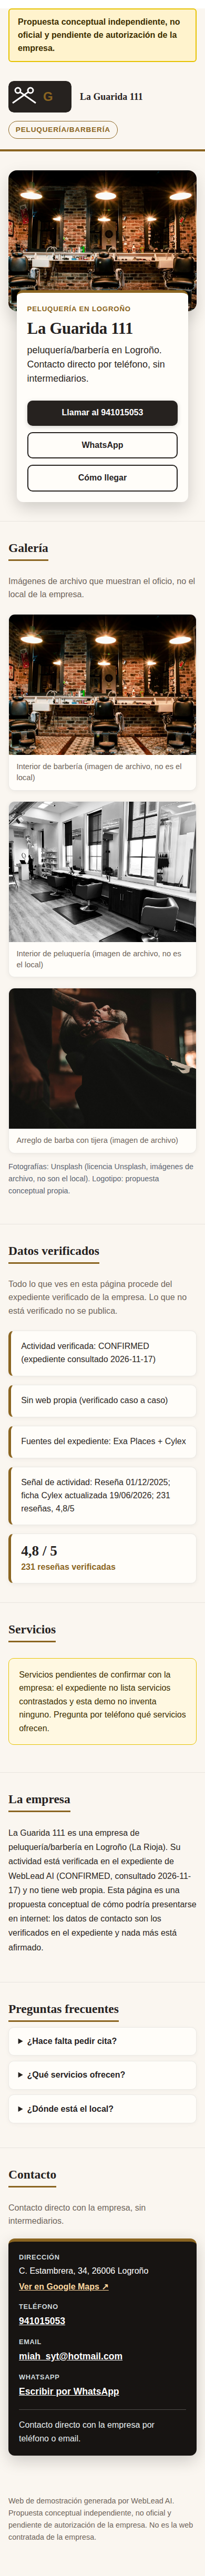 Propuesta conceptual independiente, no
oficial y pendiente de autorización de la
empresa.
G
La Guarida 111
PELUQUERÍA/BARBERÍA
PELUQUERÍA EN LOGROÑO
La Guarida 111
peluquería/barbería en Logroño.
Contacto directo por teléfono, sin
intermediarios.
Llamar al 941015053
WhatsApp
Cómo llegar
Galería
Imágenes de archivo que muestran el oficio, no el
local de la empresa.
Interior de barbería (imagen de archivo, no es el
local)
Interior de peluquería (imagen de archivo, no es
el local)
Arreglo de barba con tijera (imagen de archivo)
Fotografías: Unsplash (licencia Unsplash, imágenes de
archivo, no son el local). Logotipo: propuesta
conceptual propia.
Datos verificados
Todo lo que ves en esta página procede del
expediente verificado de la empresa. Lo que no
está verificado no se publica.
Actividad verificada: CONFIRMED
(expediente consultado 2026-11-17)
Sin web propia (verificado caso a caso)
Fuentes del expediente: Exa Places + Cylex
Señal de actividad: Reseña 01/12/2025;
ficha Cylex actualizada 19/06/2026; 231
reseñas, 4,8/5
4,8 / 5
231 reseñas verificadas
Servicios
Servicios pendientes de confirmar con la
empresa: el expediente no lista servicios
contrastados y esta demo no inventa
ninguno. Pregunta por teléfono qué servicios
ofrecen.
La empresa
La Guarida 111 es una empresa de
peluquería/barbería en Logroño (La Rioja). Su
actividad está verificada en el expediente de
WebLead AI (CONFIRMED, consultado 2026-11-
17) y no tiene web propia. Esta página es una
propuesta conceptual de cómo podría presentarse
en internet: los datos de contacto son los
verificados en el expediente y nada más está
afirmado.
Preguntas frecuentes
▶ ¿Hace falta pedir cita?
▶ ¿Qué servicios ofrecen?
▶ ¿Dónde está el local?
Contacto
Contacto directo con la empresa, sin
intermediarios.
DIRECCIÓN
C. Estambrera, 34, 26006 Logroño
Ver en Google Maps ↗
TELÉFONO
941015053
EMAIL
miah_syt@hotmail.com
WHATSAPP
Escribir por WhatsApp
Contacto directo con la empresa por
teléfono o email.
Web de demostración generada por WebLead AI.
Propuesta conceptual independiente, no oficial y
pendiente de autorización de la empresa. No es la web
contratada de la empresa.